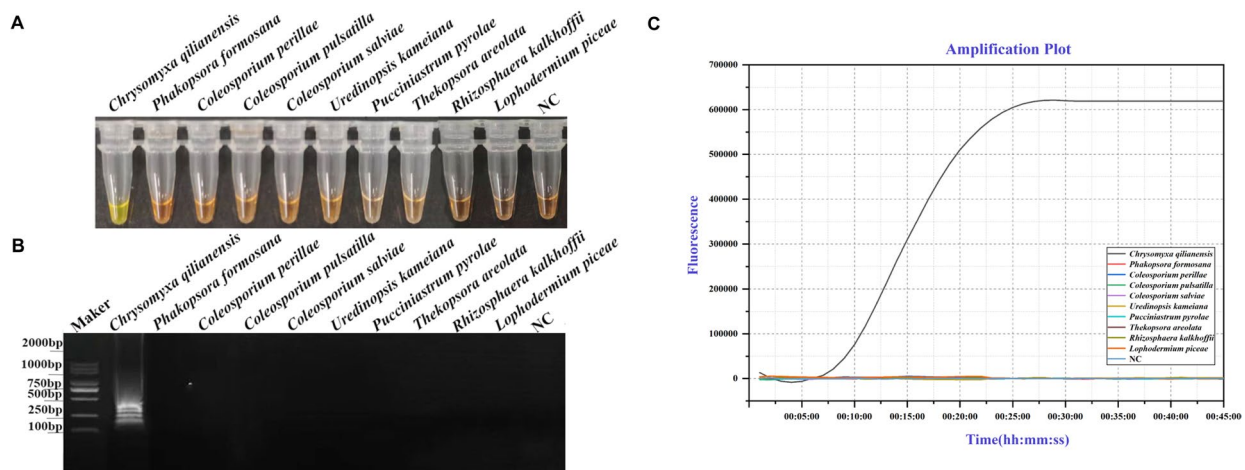 A
Chrysomyxa qilianensis
Phakopsora formosana
Coleosporium perillae
Coleosporium pulsatilla
Coleosporium salviae
Uredinopsis kameiana
Pucciniastrum pyrolae
Thekopsora areolata
Rhizosphaera kalkhoffii
Lophodermium piceae
NC
B
Maker
Chrysomyxa qilianensis
Phakopsora formosana
Coleosporium perillae
Coleosporium pulsatilla
Coleosporium salviae
Uredinopsis kameiana
Pucciniastrum pyrolae
Thekopsora areolata
Rhizosphaera kalkhoffii
Lophodermium piceae
NC
2000bp
1000bp
750bp
500bp
250bp
100bp
C
Amplification Plot
Fluorescence
700000
600000
500000
400000
300000
200000
100000
0
Chrysomyxa qilianensis
Phakopsora formosana
Coleosporium perillae
Coleosporium pulsatilla
Coleosporium salviae
Uredinopsis kameiana
Pucciniastrum pyrolae
Thekopsora areolata
Rhizosphaera kalkhoffii
Lophodermium piceae
NC
00:05:00 00:10:00 00:15:00 00:20:00 00:25:00 00:30:00 00:35:00 00:40:00 00:45:00
Time(hh:mm:ss)